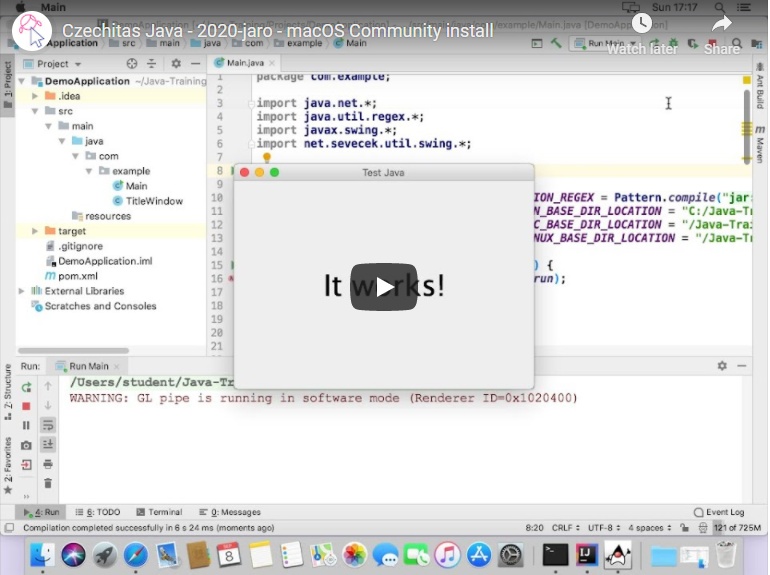 Main
Sun 17:17
Czechitas Java - 2020-jaro - macOS Community install
Watch later
Share
Application
src
main
java
com
example
Main
Run Main
Project
Main.java
1: Project
DemoApplication ~/Java-Training
.idea
src
main
java
com
example
Main
TitleWindow
resources
target
.gitignore
DemoApplication.iml
pom.xml
External Libraries
Scratches and Consoles
1 package com.example;
2
3 import java.net.*;
4 import java.util.regex.*;
5 import javax.swing.*;
6 import net.sevecek.util.swing.*;
7
8
10 ION_REGEX = Pattern.compile("jar:
11 N_BASE_DIR_LOCATION = "C:/Java-Tr
12 C_BASE_DIR_LOCATION = "/Java-Trai
13 NUX_BASE_DIR_LOCATION = "/Java-T
14
15 ) {
16 run);
17
18
19
20
21
Test Java
It works!
Ant Build
Maven
Run:
Run Main
/Users/student/Java-Tr
WARNING: GL pipe is running in software mode (Renderer ID=0x1020400)
7: Structure
2: Favorites
4: Run
6: TODO
Terminal
0: Messages
Event Log
Compilation completed successfully in 6 s 24 ms (moments ago)
8:20
CRLF
UTF-8
4 spaces
121 of 725M
8